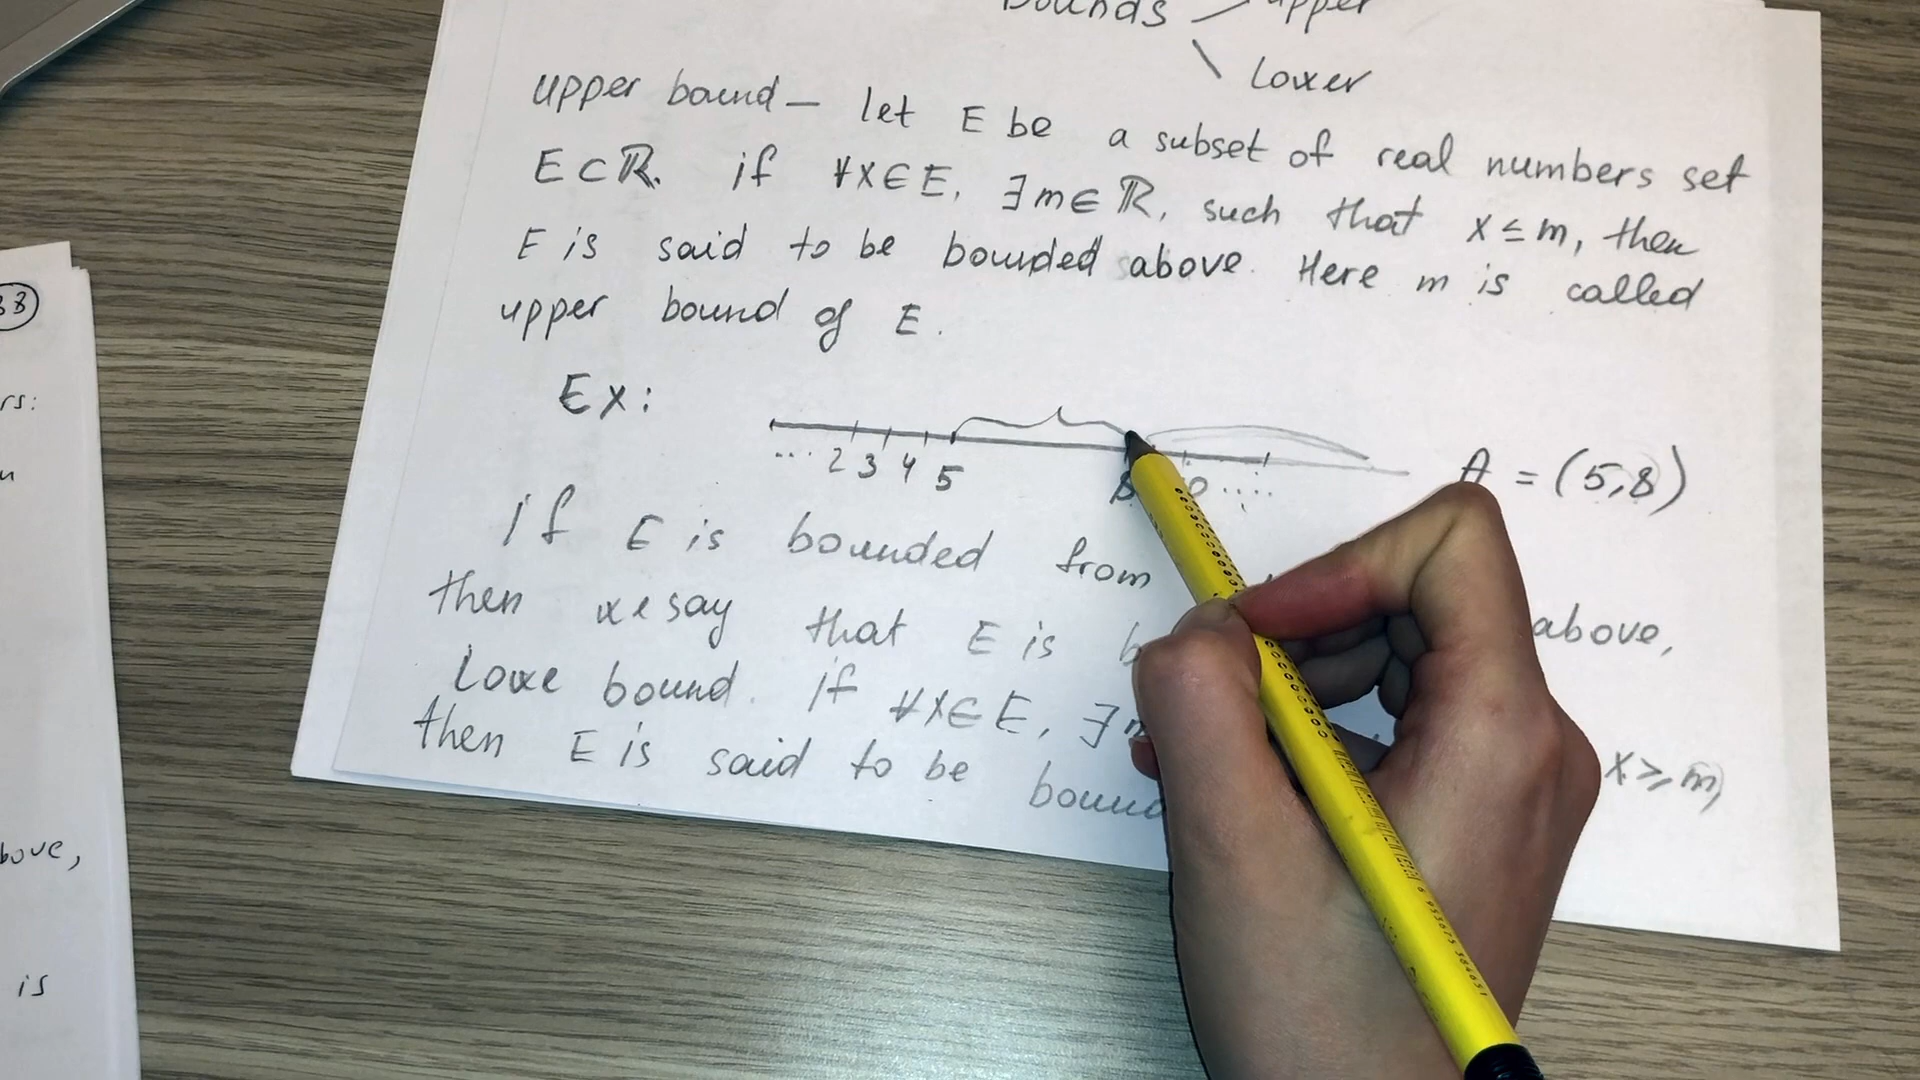 Bounds upper
Lower
upper bound — let E be a subset of real numbers set
E⊂ℝ. if ∀x∈E, ∃m∈ℝ, such that x≤m, then
E is said to be bounded above. Here m is called
upper bound of E.
Ex:
.... 2 3 4 5 8 ....
A = (5,8)
if E is bounded from above,
then we say that E is
Lowe bound. if ∀x∈E, ∃ x≥m,
then E is said to be
rs:
is